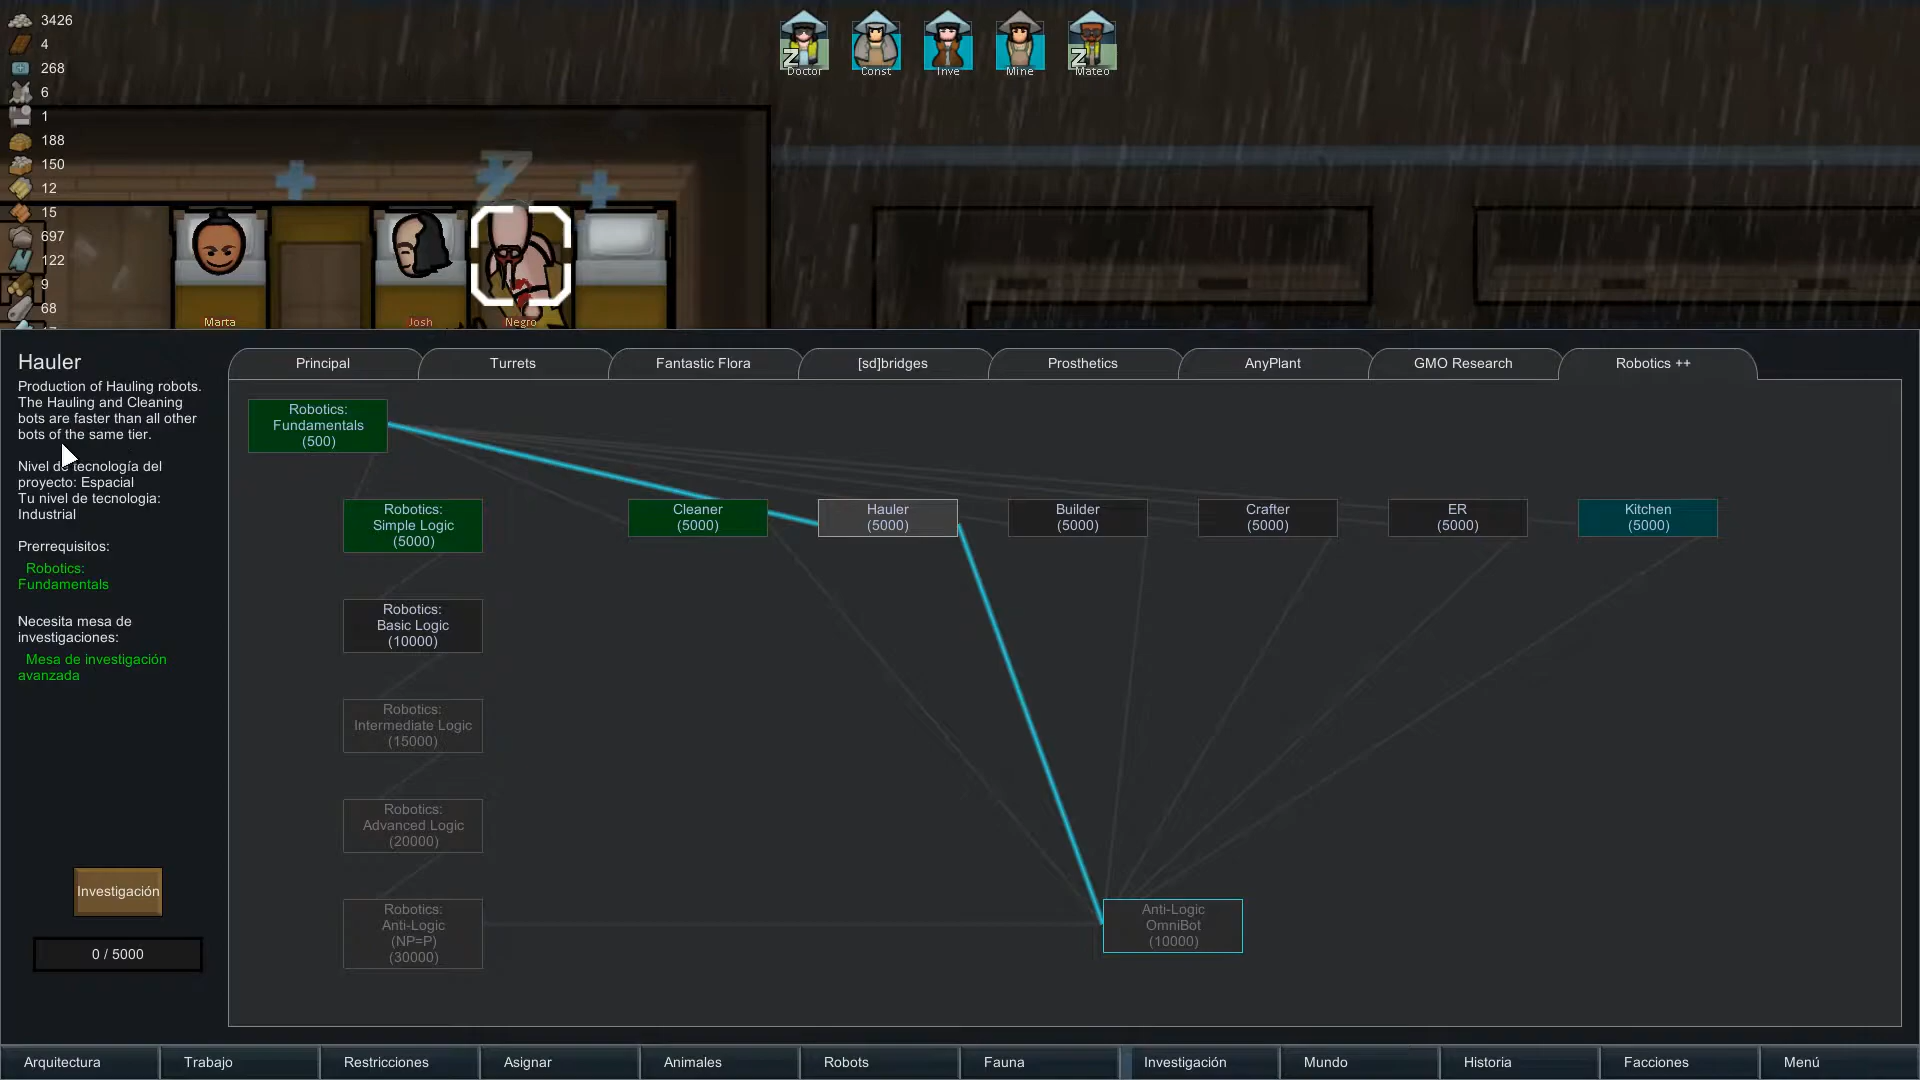 3426
4
268
6
1
188
150
12
15
697
122
9
68
Doctor
Const
Inve
Mine
Mateo
Z
Z
Z
Marta
Josh
Negro
Hauler
Production of Hauling robots.
The Hauling and Cleaning
bots are faster than all other
bots of the same tier.
Nivel de tecnología del
proyecto: Espacial
Tu nivel de tecnologia:
Industrial
Prerrequisitos:
Robotics:
Fundamentals
Necesita mesa de
investigaciones:
Mesa de investigación
avanzada
Investigación
0 / 5000
Principal
Turrets
Fantastic Flora
[sd]bridges
Prosthetics
AnyPlant
GMO Research
Robotics ++
Robotics:
Fundamentals
(500)
Robotics:
Simple Logic
(5000)
Cleaner
(5000)
Hauler
(5000)
Builder
(5000)
Crafter
(5000)
ER
(5000)
Kitchen
(5000)
Robotics:
Basic Logic
(10000)
Robotics:
Intermediate Logic
(15000)
Robotics:
Advanced Logic
(20000)
Robotics:
Anti-Logic
(NP=P)
(30000)
Anti-Logic
OmniBot
(10000)
Arquitectura
Trabajo
Restricciones
Asignar
Animales
Robots
Fauna
Investigación
Mundo
Historia
Facciones
Menú